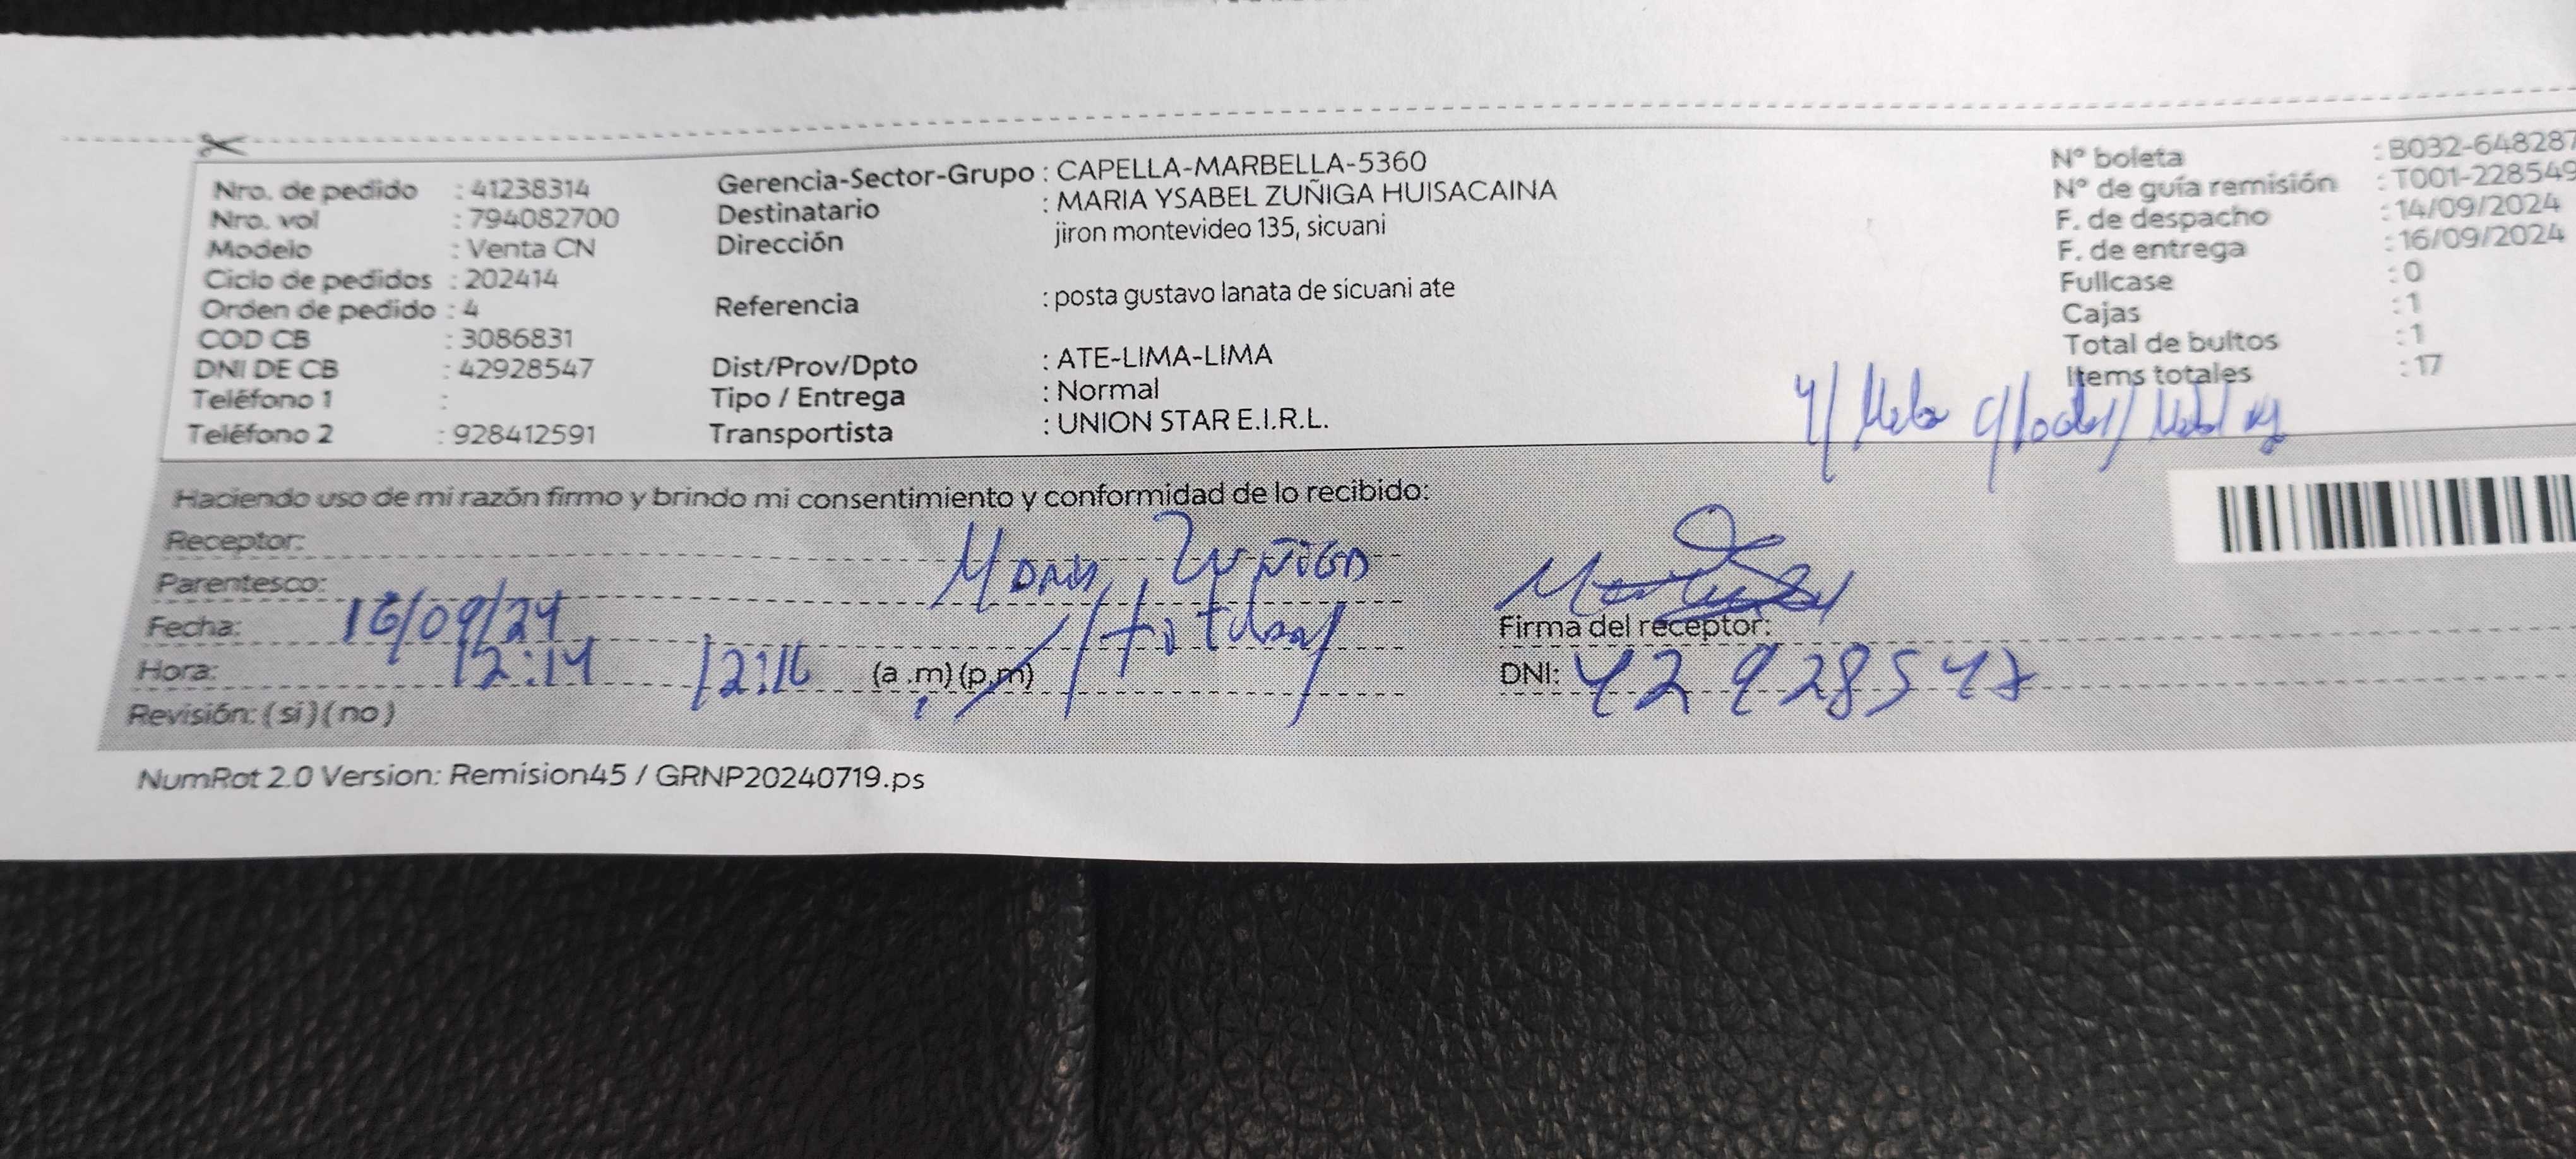 Nro. de pedido : 41238314
Nro. vol : 794082700
Modelo : Venta CN
Ciclo de pedidos : 202414
Orden de pedido : 4
COD CB : 3086831
DNI DE CB : 42928547
Teléfono 1 :
Teléfono 2 : 928412591
Gerencia-Sector-Grupo : CAPELLA-MARBELLA-5360
Destinatario : MARIA YSABEL ZUÑIGA HUISACAINA
Dirección jiron montevideo 135, sicuani
Referencia : posta gustavo lanata de sicuani ate
Dist/Prov/Dpto : ATE-LIMA-LIMA
Tipo / Entrega : Normal
Transportista : UNION STAR E.I.R.L.
N° boleta : B032-648287
N° de guía remisión : T001-228549
F. de despacho : 14/09/2024
F. de entrega : 16/09/2024
Fullcase : 0
Cajas : 1
Total de bultos : 1
Items totales : 17
Haciendo uso de mi razón firmo y brindo mi consentimiento y conformidad de lo recibido:
Receptor: Zuñiga
Parentesco: titular
Fecha: 16/09/24
Hora: 12:14 12:16 (a .m) (p.m)
Revisión: (si) (no)
Firma del receptor:
DNI: 42928547
NumRot 2.0 Version: Remision45 / GRNP20240719.ps